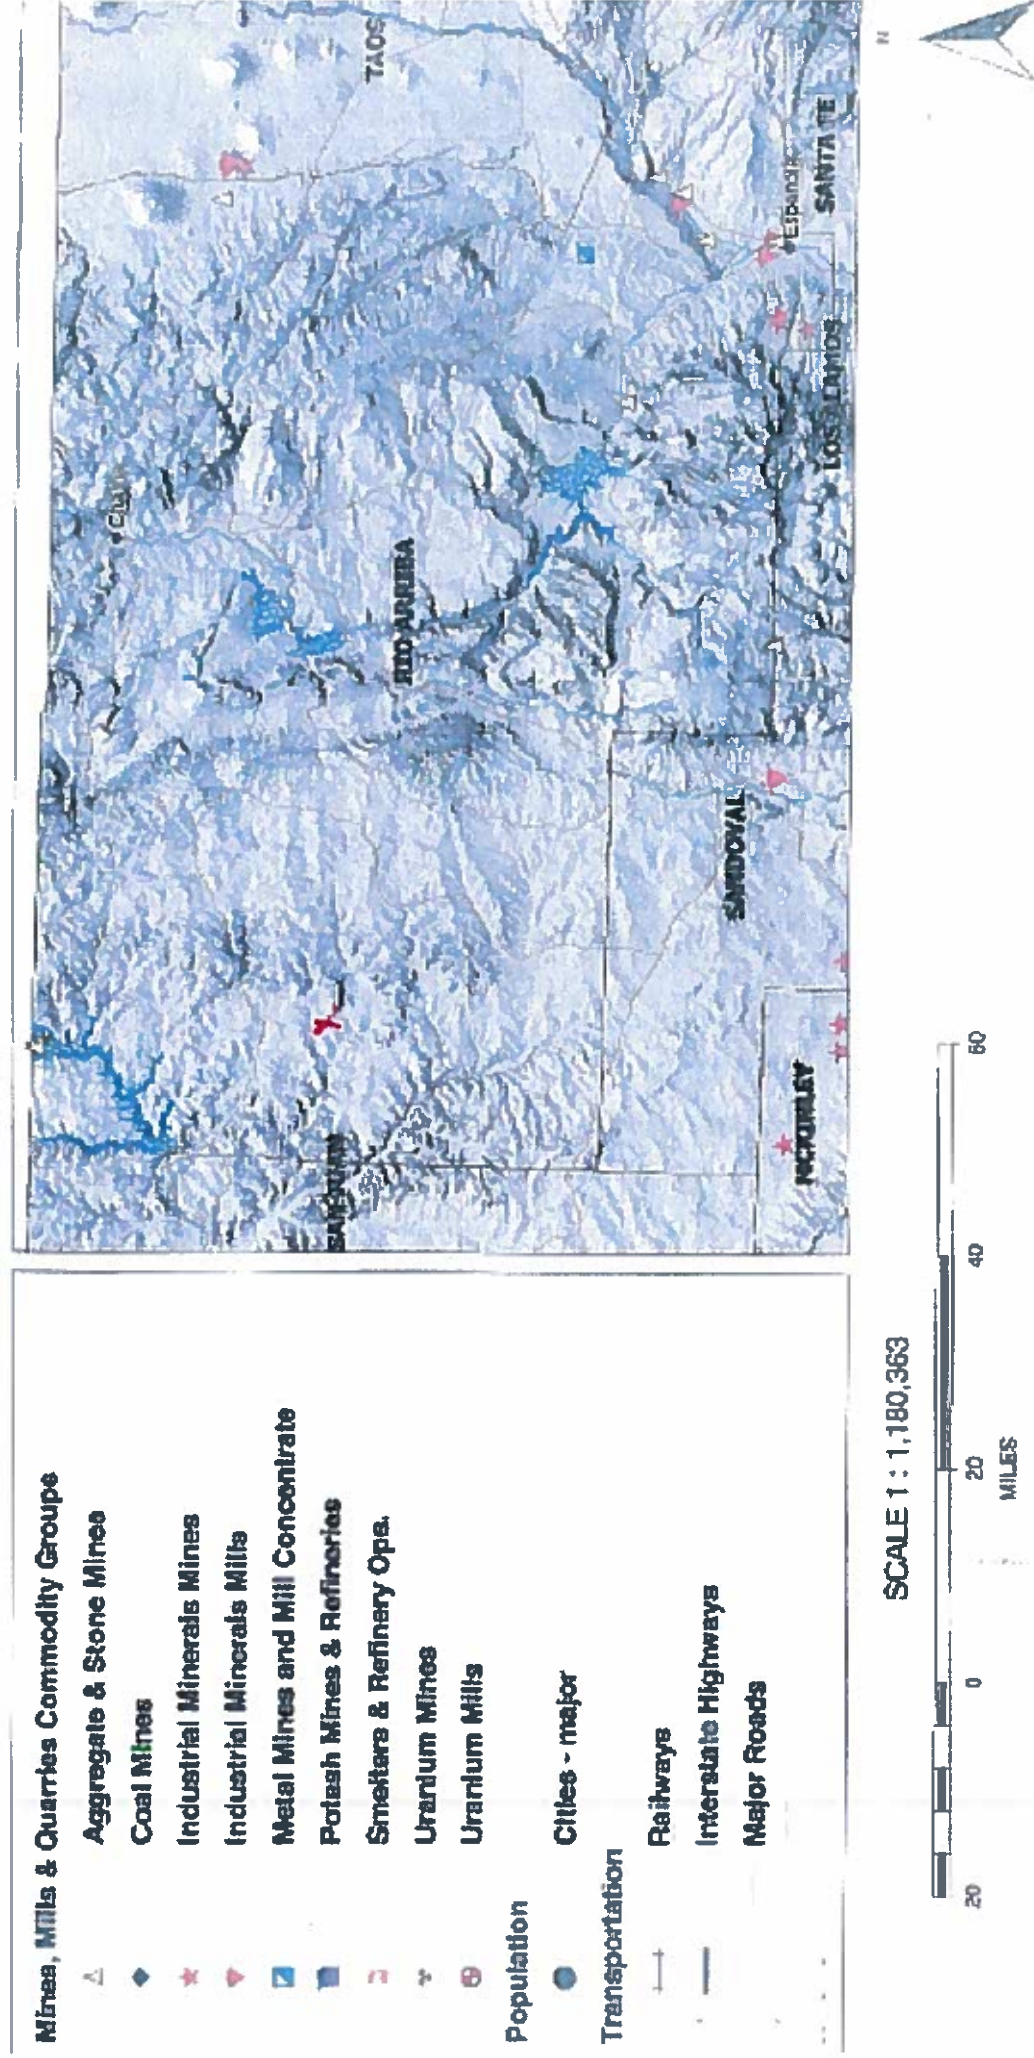 Mines, Mills & Quarries Commodity Groups
Aggregate & Stone Mines
Coal Mines
Industrial Minerals Mines
Industrial Minerals Mills
Metal Mines and Mill Concentrate
Potash Mines & Refineries
Smelters & Refinery Ops.
Uranium Mines
Uranium Mills
Population
Cities - major
Transportation
Railways
Interstate Highways
Major Roads
SAN JUAN
RIO ARRIBA
TAOS
SANDOVAL
MCKINLEY
LOS ALAMOS
SANTA FE
Espanola
SCALE 1 : 1,180,363
20 0 20 40 60
MILES
N